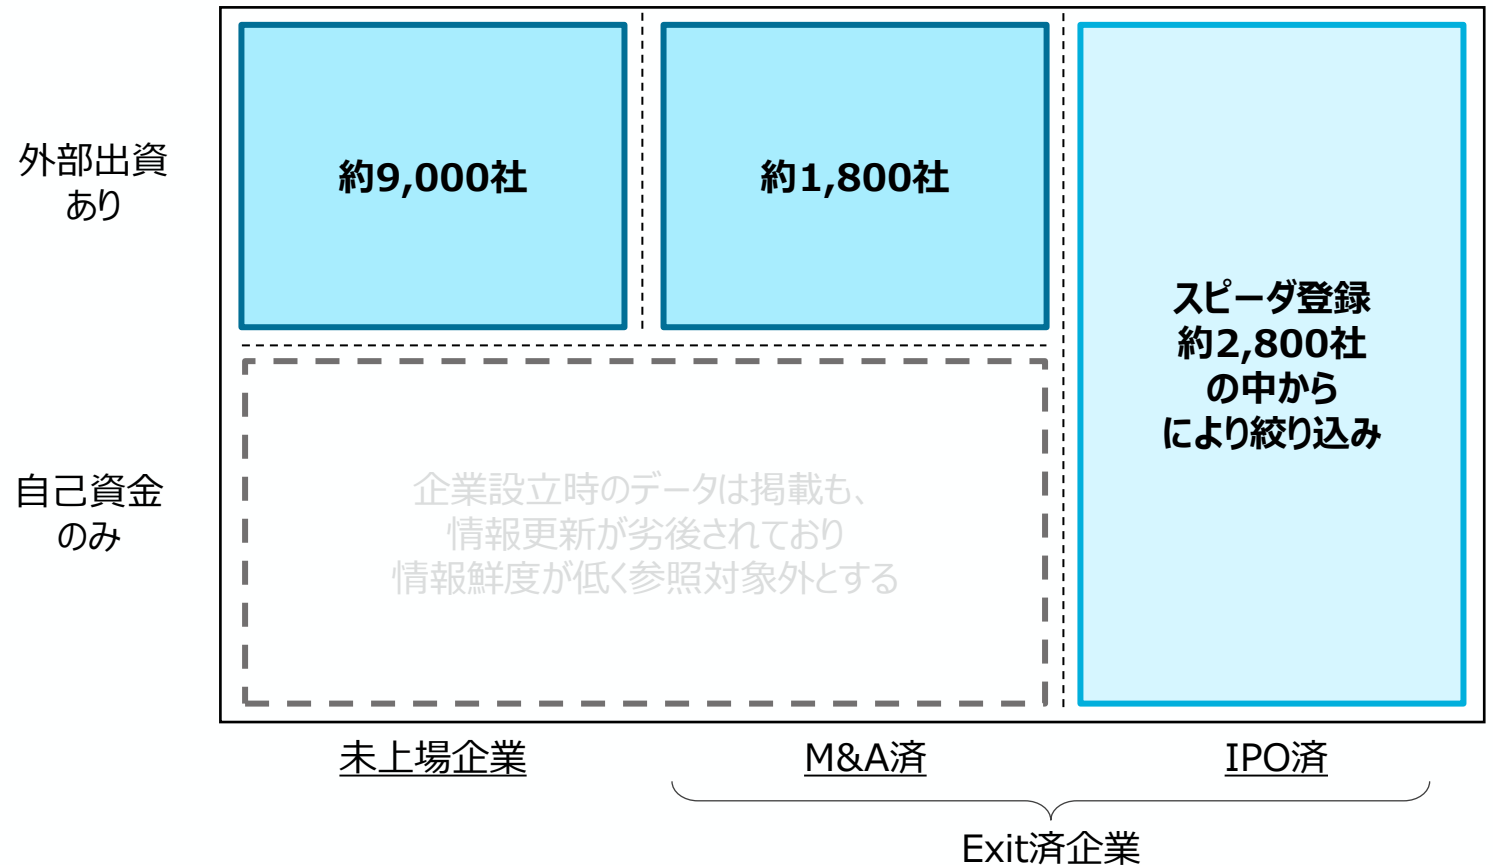 外部出資
あり
約9,000社
約1,800社
スピーダ登録
約2,800社
の中から
により絞り込み
自己資金
のみ
企業設立時のデータは掲載も、
情報更新が劣後されており
情報鮮度が低く参照対象外とする
未上場企業
M&A済
IPO済
Exit済企業